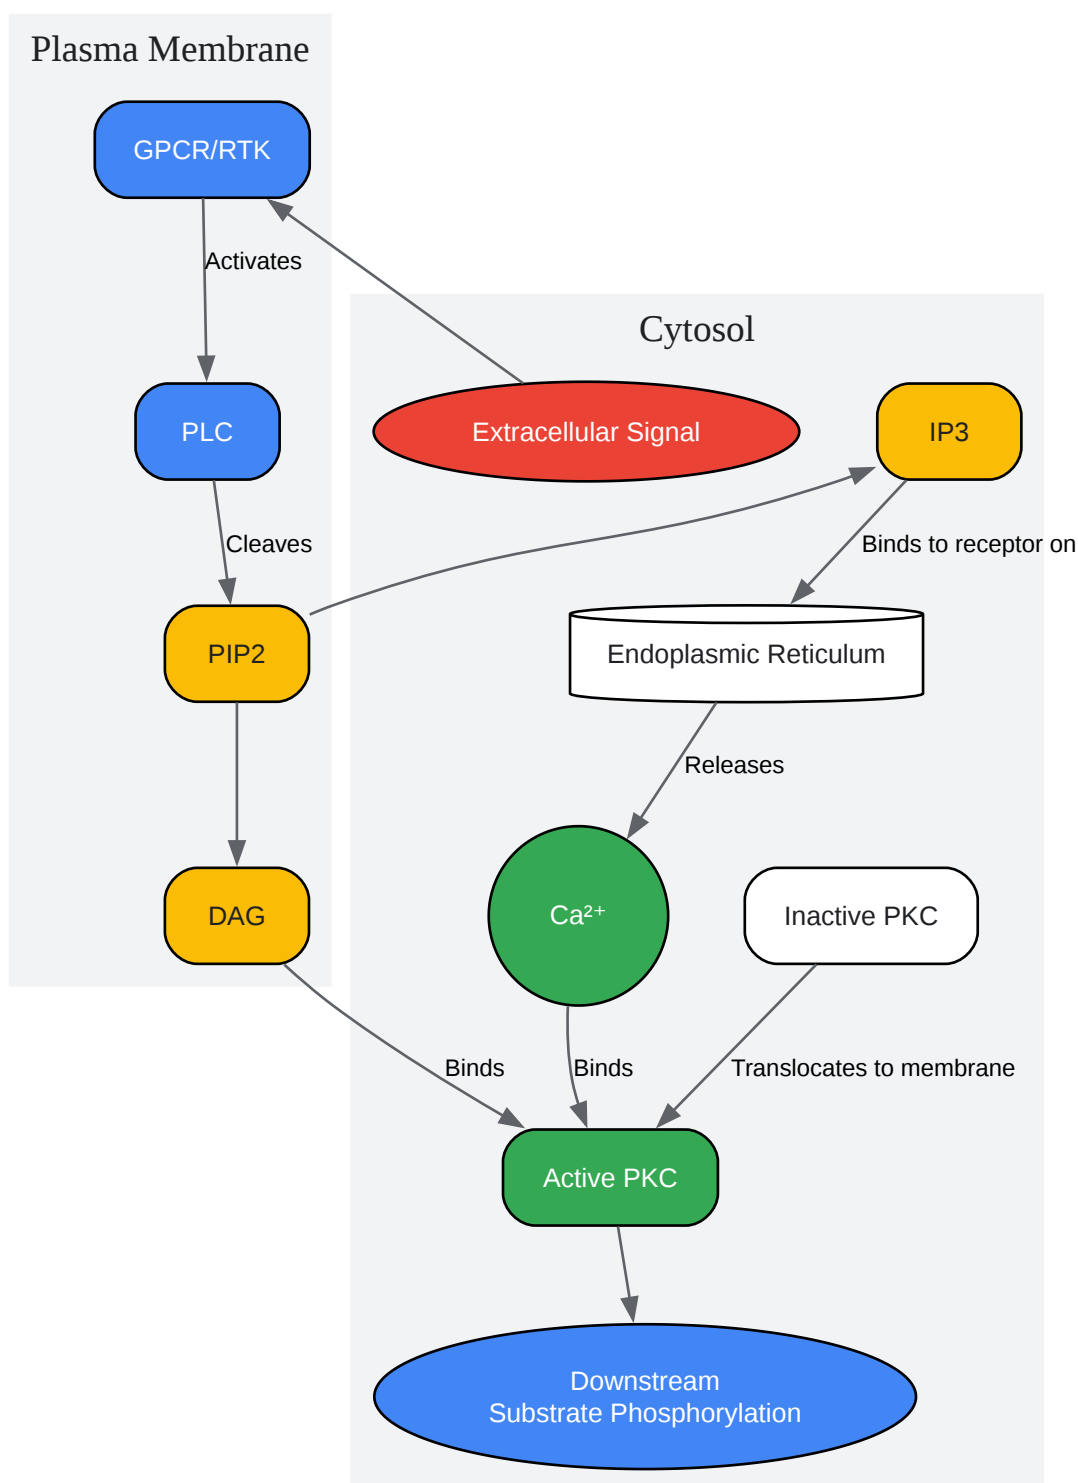 Plasma Membrane
GPCR/RTK
Activates
Cytosol
PLC
Extracellular Signal
IP3
Cleaves
Binds to receptor on
PIP2
Endoplasmic Reticulum
Releases
DAG
Ca²⁺
Inactive PKC
Binds
Binds
Translocates to membrane
Active PKC
Downstream
Substrate Phosphorylation